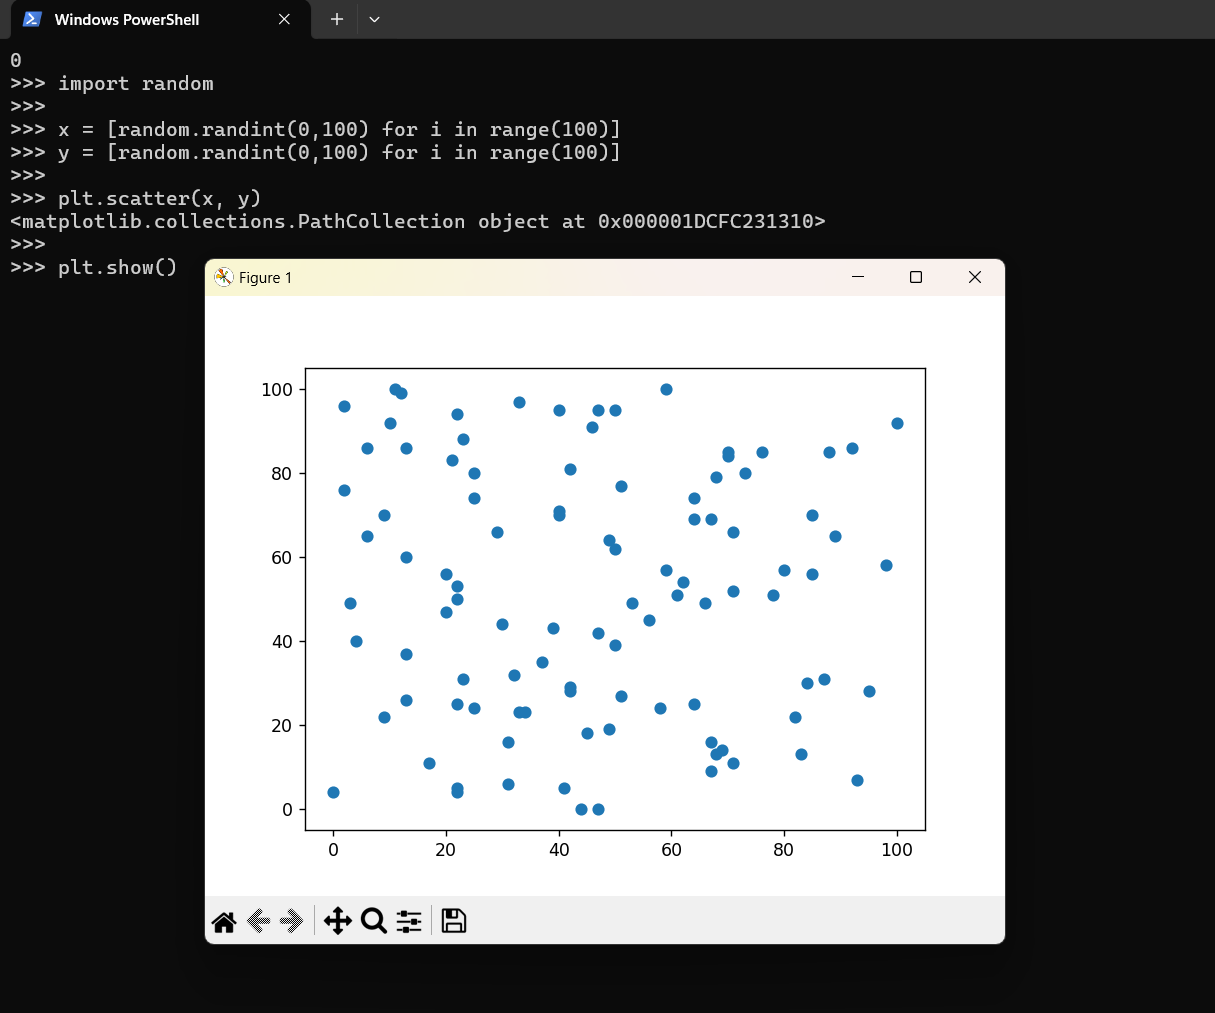 Windows PowerShell
0
>>> import random
>>>
>>> x = [random.randint(0,100) for i in range(100)]
>>> y = [random.randint(0,100) for i in range(100)]
>>>
>>> plt.scatter(x, y)
<matplotlib.collections.PathCollection object at 0x000001DCFC231310>
>>>
>>> plt.show()
Figure 1
100
80
60
40
20
0
0 20 40 60 80 100